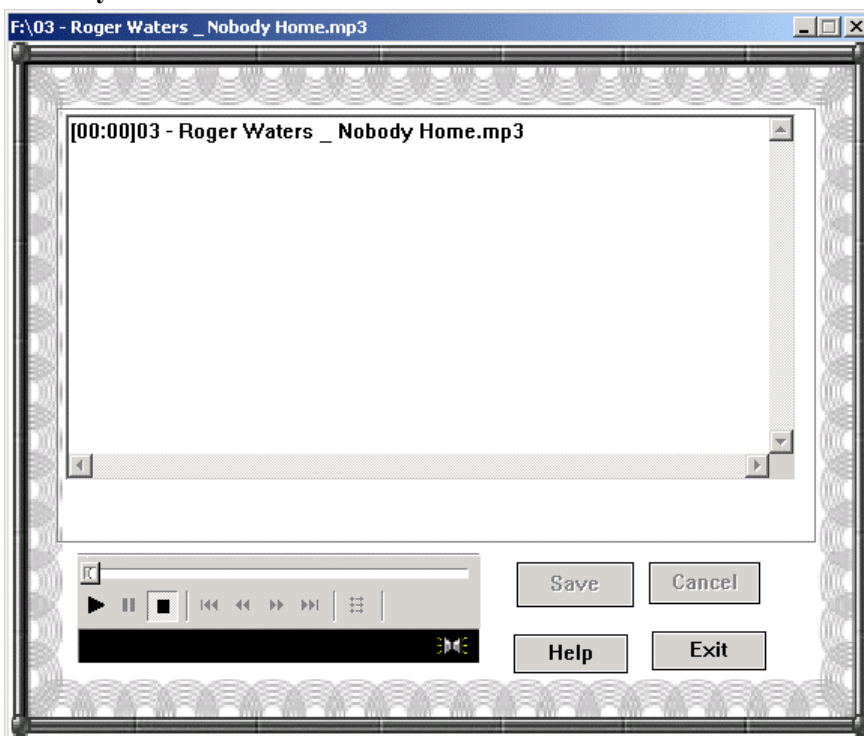 F:\03 - Roger Waters _ Nobody Home.mp3
[00:00]03 - Roger Waters _ Nobody Home.mp3
Save
Cancel
Help
Exit